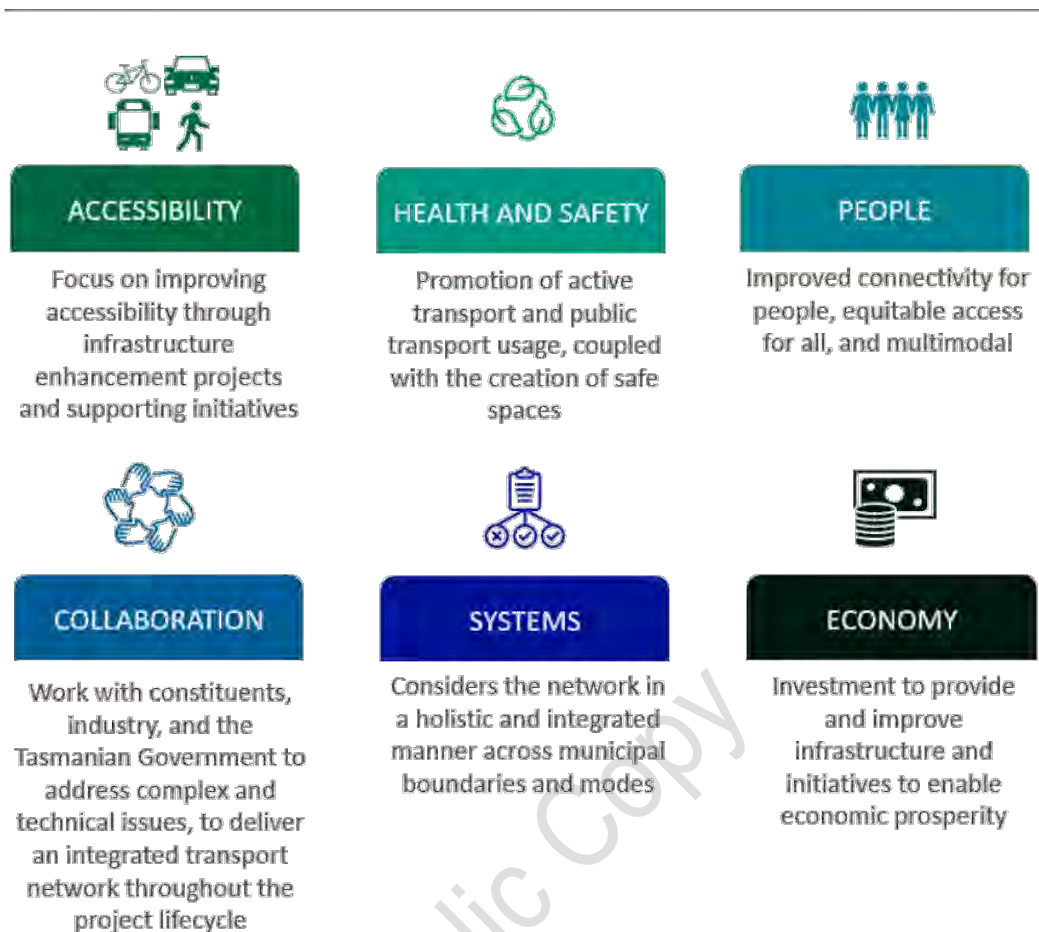 ACCESSIBILITY
Focus on improving
accessibility through
infrastructure
enhancement projects
and supporting initiatives
HEALTH AND SAFETY
Promotion of active
transport and public
transport usage, coupled
with the creation of safe
spaces
PEOPLE
Improved connectivity for
people, equitable access
for all, and multimodal
COLLABORATION
Work with constituents,
industry, and the
Tasmanian Government to
address complex and
technical issues, to deliver
an integrated transport
network throughout the
project lifecycle
SYSTEMS
Considers the network in
a holistic and integrated
manner across municipal
boundaries and modes
ECONOMY
Investment to provide
and improve
infrastructure and
initiatives to enable
economic prosperity
lic Copy